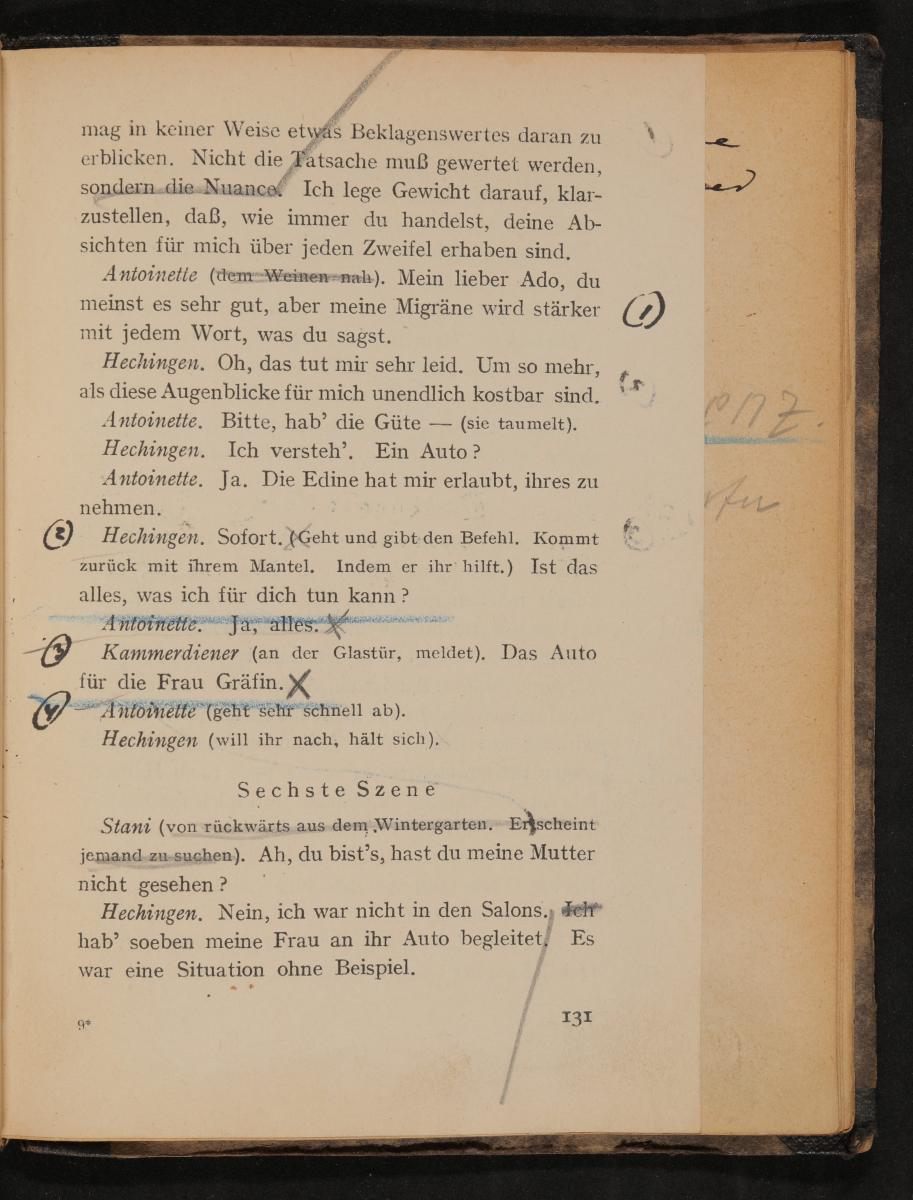 mag in keiner Weise etwas Beklagenswertes daran zu
erblicken. Nicht die Tatsache muß gewertet werden,
sondern die Nuance. Ich lege Gewicht darauf, klar-
zustellen, daß, wie immer du handelst, deine Ab-
sichten für mich über jeden Zweifel erhaben sind.
Antoinette (dem Weinen nah). Mein lieber Ado, du
meinst es sehr gut, aber meine Migräne wird stärker
mit jedem Wort, was du sagst.
(1)
Hechingen. Oh, das tut mir sehr leid. Um so mehr,
als diese Augenblicke für mich unendlich kostbar sind.
Antoinette. Bitte, hab’ die Güte — (sie taumelt).
Hechingen. Ich versteh’. Ein Auto?
Antoinette. Ja. Die Edine hat mir erlaubt, ihres zu
nehmen.
(2) Hechingen. Sofort. (Geht und gibt den Befehl. Kommt
zurück mit ihrem Mantel. Indem er ihr hilft.) Ist das
alles, was ich für dich tun kann?
Antoinette. Ja, alles. X
(3) Kammerdiener (an der Glastür, meldet). Das Auto
für die Frau Gräfin. X
(4) Antoinette (geht sehr schnell ab).
Hechingen (will ihr nach, hält sich).
Sechste Szene
Stani (von rückwärts aus dem Wintergarten. Er scheint
jemand zu suchen). Ah, du bist’s, hast du meine Mutter
nicht gesehen?
Hechingen. Nein, ich war nicht in den Salons. Ich
hab’ soeben meine Frau an ihr Auto begleitet. Es
war eine Situation ohne Beispiel.
9*
131